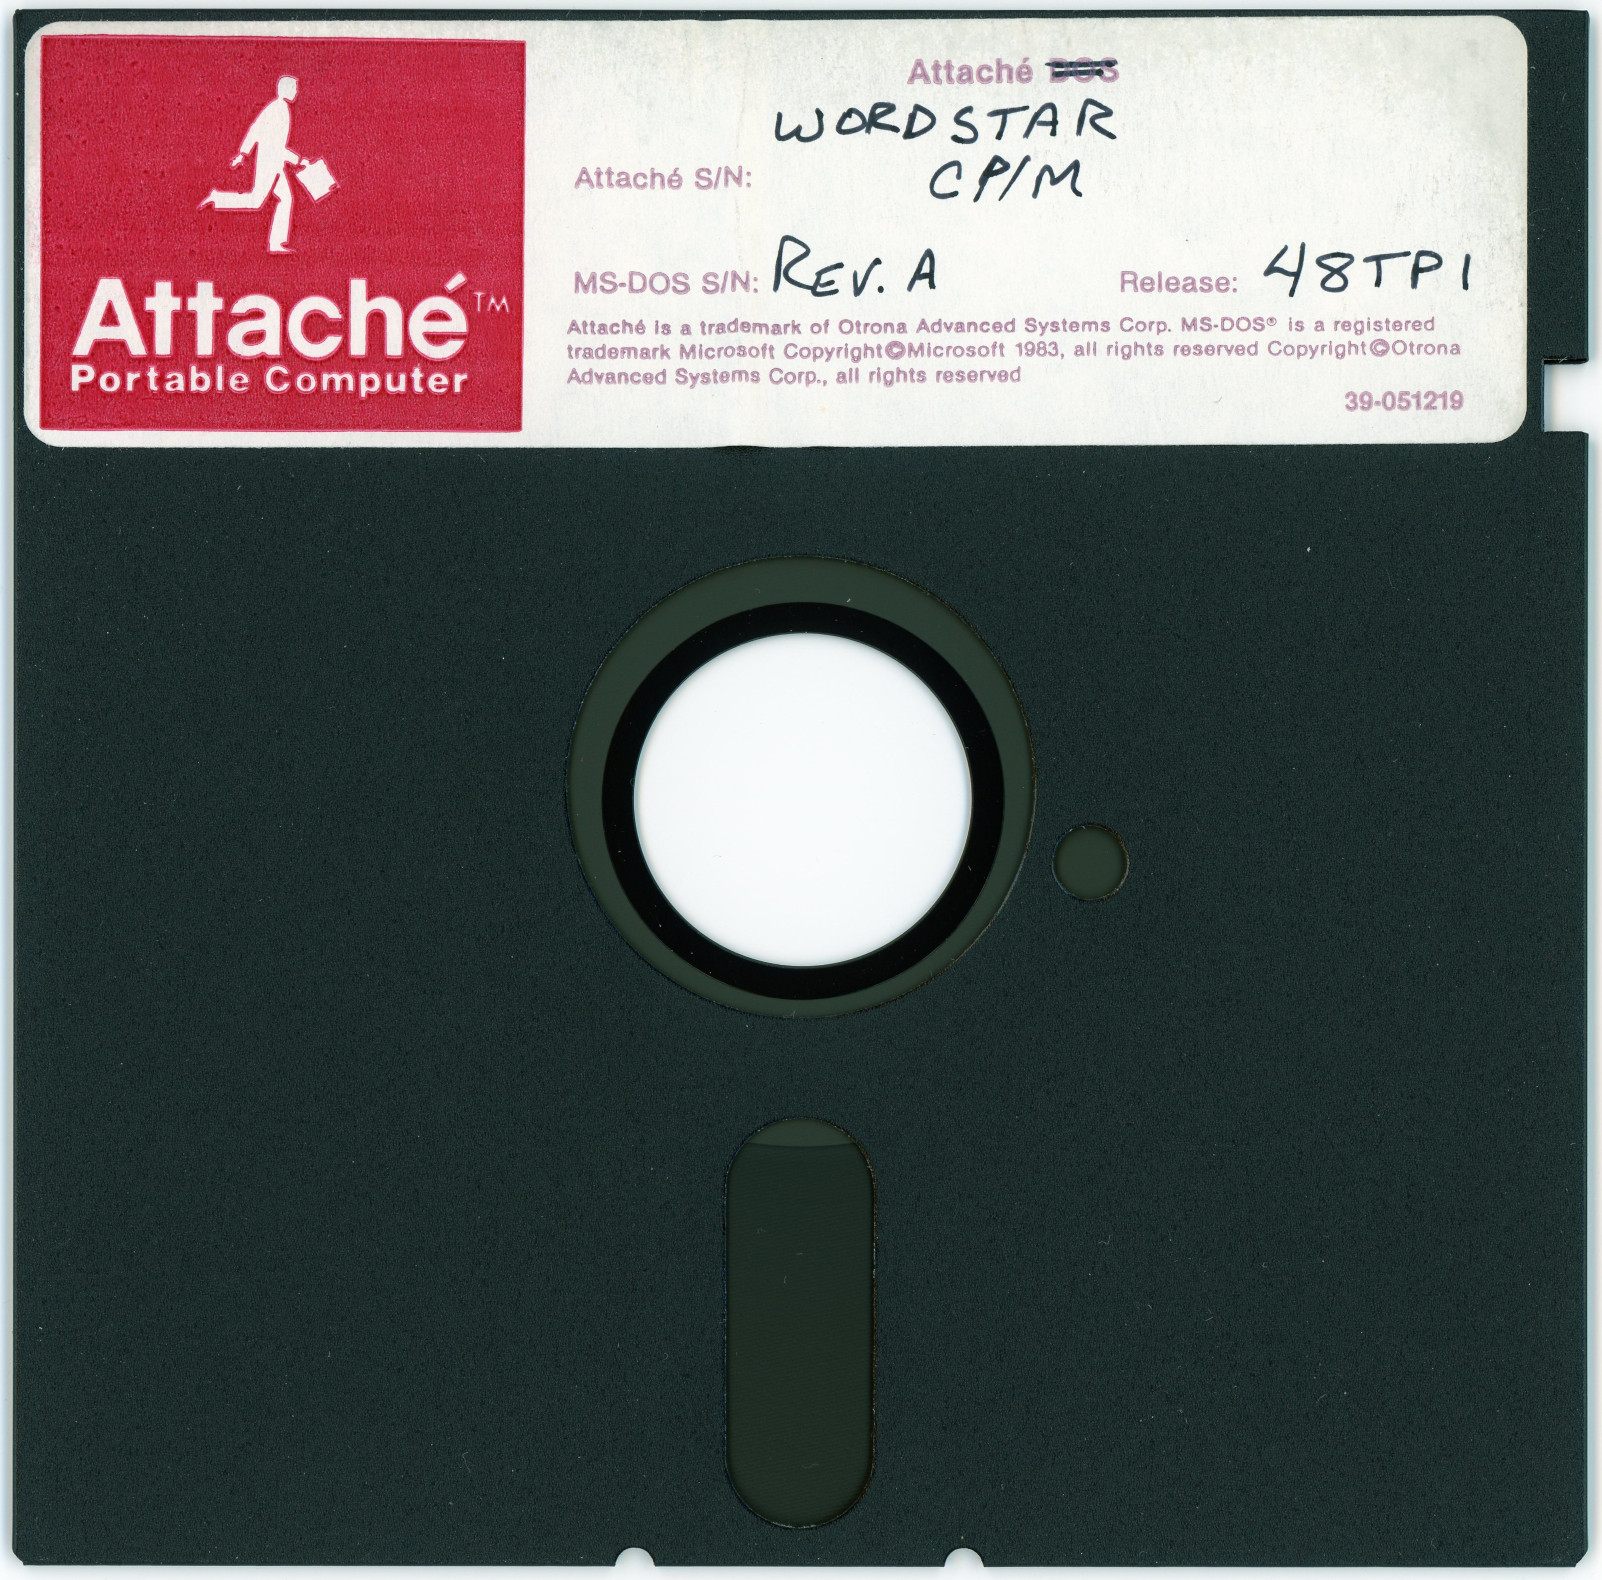 Attaché™
Portable Computer
Attaché DOS
WORDSTAR
Attaché S/N:
CP/M
MS-DOS S/N: REV. A Release: 48TPI
Attaché is a trademark of Otrona Advanced Systems Corp. MS-DOS® is a registered
trademark Microsoft Copyright©Microsoft 1983, all rights reserved Copyright©Otrona
Advanced Systems Corp., all rights reserved
39-051219